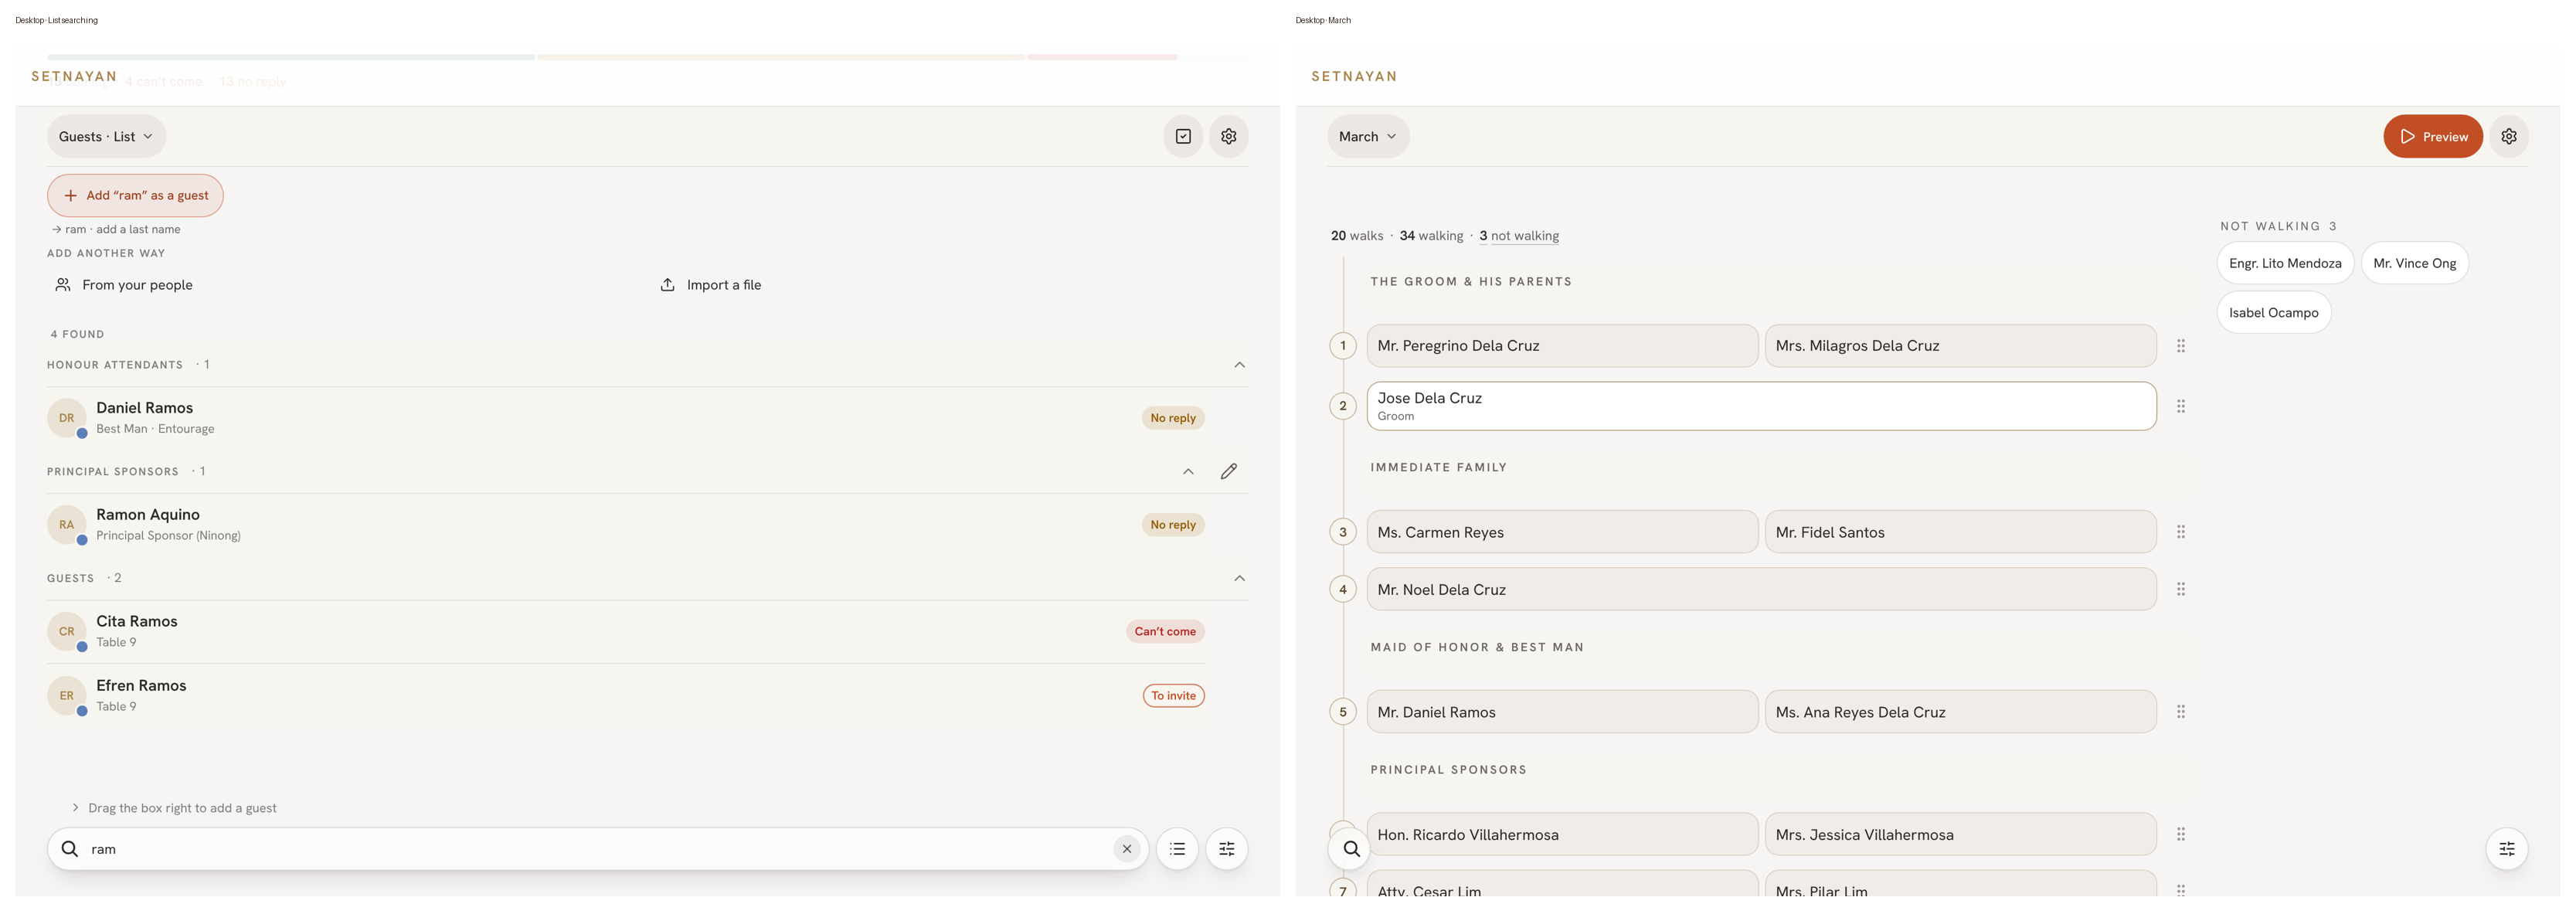 Desktop·List searching
SETNAYAN
4 can't come · 13 no reply
Guests · List
+ Add “ram” as a guest
→ ram · add a last name
ADD ANOTHER WAY
From your people
Import a file
4 FOUND
HONOUR ATTENDANTS · 1
DR
Daniel Ramos
Best Man · Entourage
No reply
PRINCIPAL SPONSORS · 1
RA
Ramon Aquino
Principal Sponsor (Ninong)
No reply
GUESTS · 2
CR
Cita Ramos
Table 9
Can't come
ER
Efren Ramos
Table 9
To invite
> Drag the box right to add a guest
ram
Desktop·March
SETNAYAN
March
Preview
20 walks · 34 walking · 3 not walking
THE GROOM & HIS PARENTS
1 Mr. Peregrino Dela Cruz Mrs. Milagros Dela Cruz
2 Jose Dela Cruz
Groom
IMMEDIATE FAMILY
3 Ms. Carmen Reyes Mr. Fidel Santos
4 Mr. Noel Dela Cruz
MAID OF HONOR & BEST MAN
5 Mr. Daniel Ramos Ms. Ana Reyes Dela Cruz
PRINCIPAL SPONSORS
Hon. Ricardo Villahermosa Mrs. Jessica Villahermosa
7 Atty. Cesar Lim Mrs. Pilar Lim
NOT WALKING 3
Engr. Lito Mendoza
Mr. Vince Ong
Isabel Ocampo